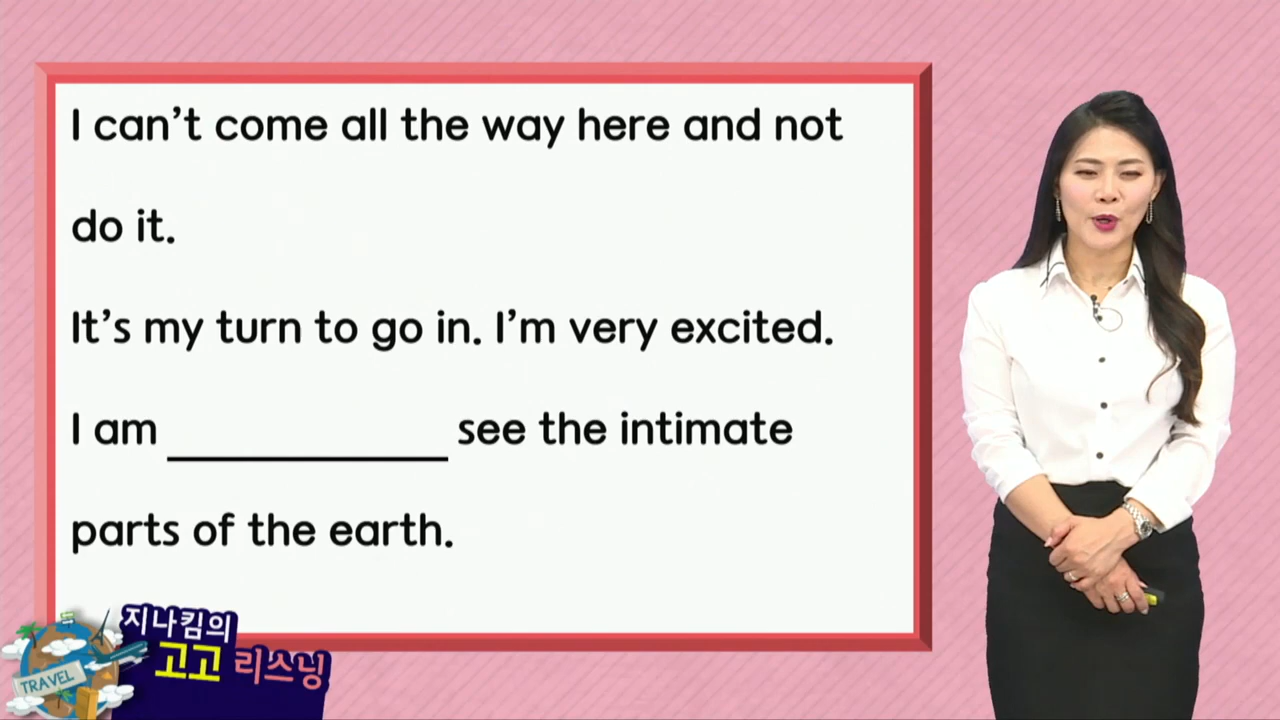 I can't come all the way here and not
do it.
It's my turn to go in. I'm very excited.
I am ______________ see the intimate
parts of the earth.
지나킴의
고고 리스닝
TRAVEL